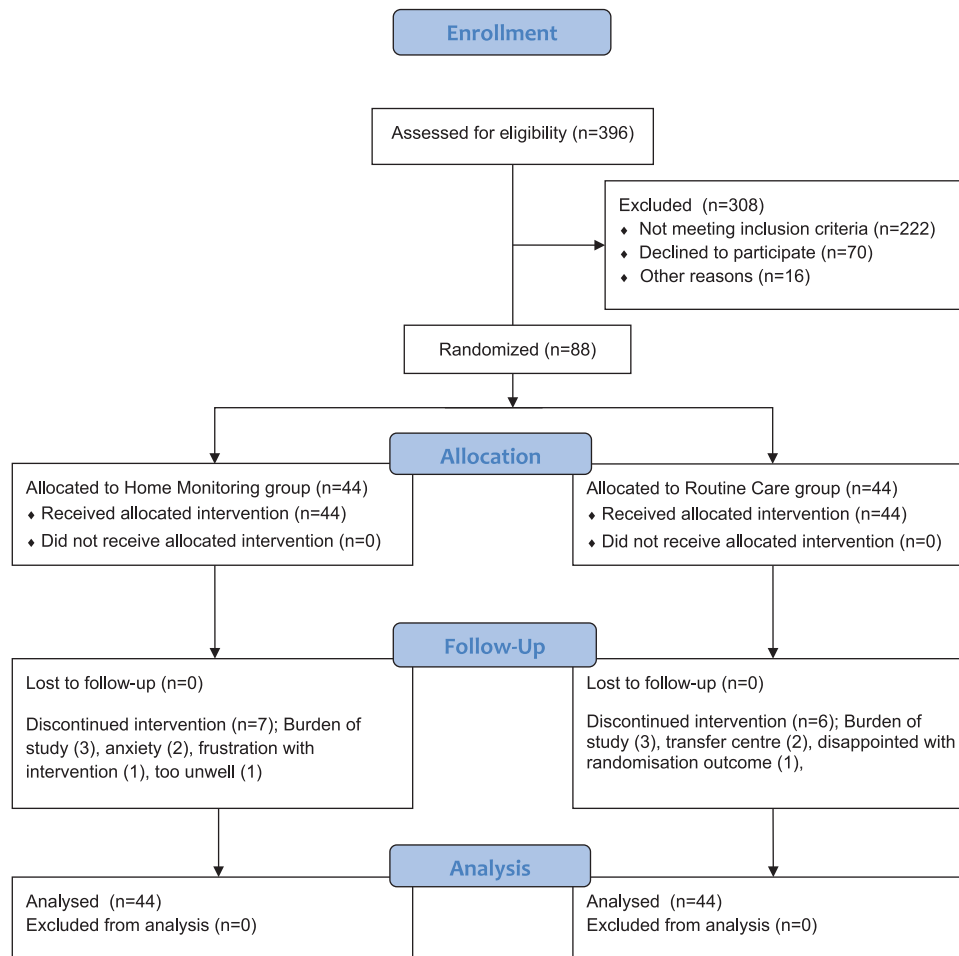 Enrollment
Assessed for eligibility (n=396)
Excluded (n=308)
♦ Not meeting inclusion criteria (n=222)
♦ Declined to participate (n=70)
♦ Other reasons (n=16)
Randomized (n=88)
Allocation
Allocated to Home Monitoring group (n=44)
♦ Received allocated intervention (n=44)
♦ Did not receive allocated intervention (n=0)
Allocated to Routine Care group (n=44)
♦ Received allocated intervention (n=44)
♦ Did not receive allocated intervention (n=0)
Follow-Up
Lost to follow-up (n=0)
Discontinued intervention (n=7); Burden of
study (3), anxiety (2), frustration with
intervention (1), too unwell (1)
Lost to follow-up (n=0)
Discontinued intervention (n=6); Burden of
study (3), transfer centre (2), disappointed with
randomisation outcome (1),
Analysis
Analysed (n=44)
Excluded from analysis (n=0)
Analysed (n=44)
Excluded from analysis (n=0)